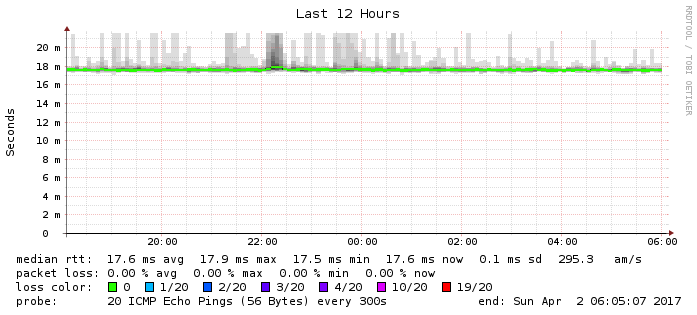 Last 12 Hours
RRDTOOL / TOBI OETIKER
Seconds
20 m
18 m
16 m
14 m
12 m
10 m
8 m
6 m
4 m
2 m
0
20:00 22:00 00:00 02:00 04:00 06:00
median rtt: 17.6 ms avg 17.9 ms max 17.5 ms min 17.6 ms now 0.1 ms sd 295.3 am/s
packet loss: 0.00 % avg 0.00 % max 0.00 % min 0.00 % now
loss color: 0 1/20 2/20 3/20 4/20 10/20 19/20
probe: 20 ICMP Echo Pings (56 Bytes) every 300s end: Sun Apr 2 06:05:07 2017